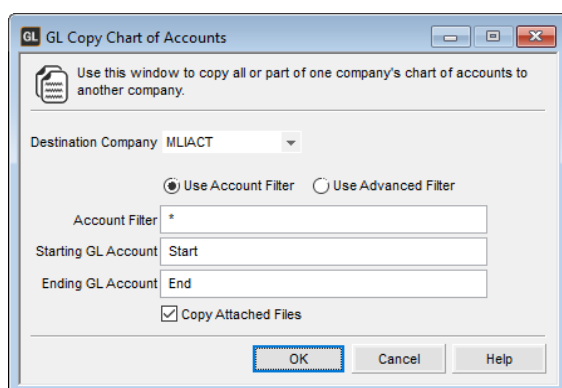 GL GL Copy Chart of Accounts
Use this window to copy all or part of one company's chart of accounts to
another company.
Destination Company MLIACT
Use Account Filter Use Advanced Filter
Account Filter *
Starting GL Account Start
Ending GL Account End
Copy Attached Files
OK Cancel Help